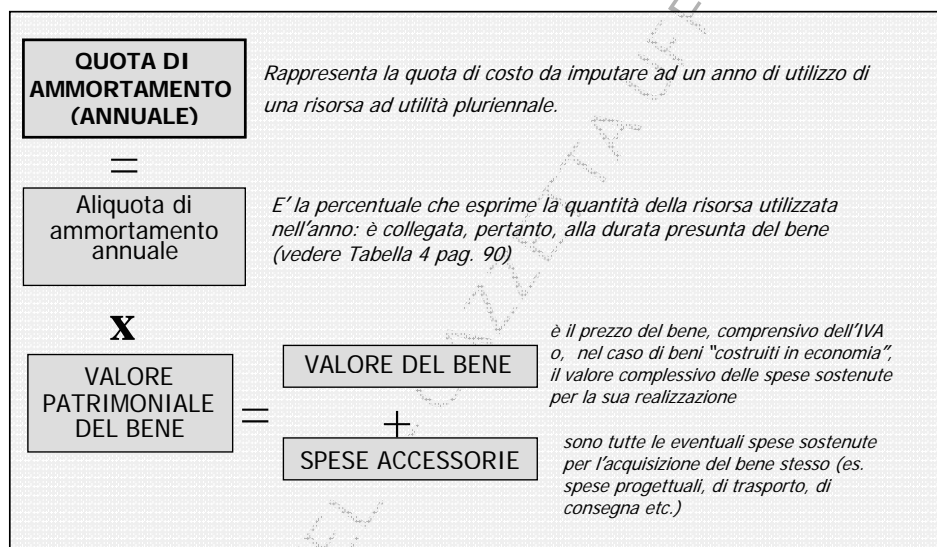 QUOTA DI
AMMORTAMENTO
(ANNUALE)
Rappresenta la quota di costo da imputare ad un anno di utilizzo di
una risorsa ad utilità pluriennale.
=
Aliquota di
ammortamento
annuale
E' la percentuale che esprime la quantità della risorsa utilizzata
nell'anno: è collegata, pertanto, alla durata presunta del bene
(vedere Tabella 4 pag. 90)
x
VALORE
PATRIMONIALE
DEL BENE
=
VALORE DEL BENE
è il prezzo del bene, comprensivo dell'IVA
o, nel caso di beni "costruiti in economia",
il valore complessivo delle spese sostenute
per la sua realizzazione
+
SPESE ACCESSORIE
sono tutte le eventuali spese sostenute
per l'acquisizione del bene stesso (es.
spese progettuali, di trasporto, di
consegna etc.)
GAZZETTA